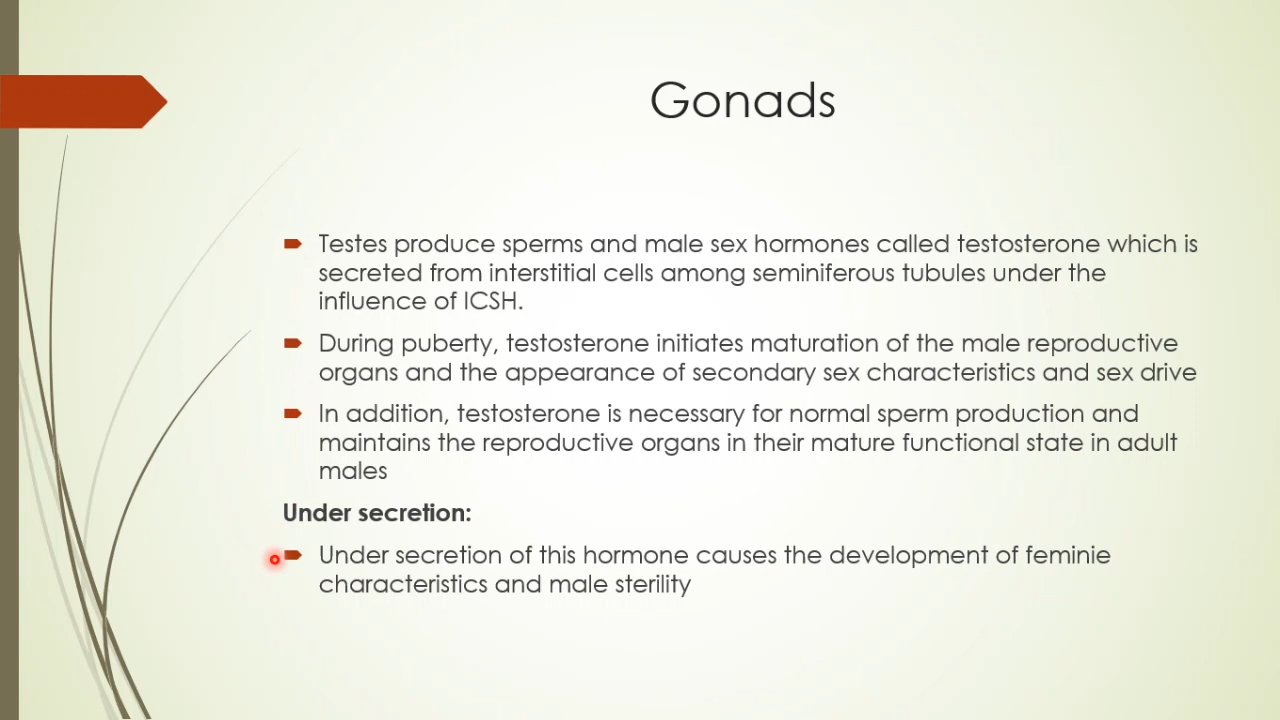 Gonads
Testes produce sperms and male sex hormones called testosterone which is
secreted from interstitial cells among seminiferous tubules under the
influence of ICSH.
During puberty, testosterone initiates maturation of the male reproductive
organs and the appearance of secondary sex characteristics and sex drive
In addition, testosterone is necessary for normal sperm production and
maintains the reproductive organs in their mature functional state in adult
males
Under secretion:
Under secretion of this hormone causes the development of feminie
characteristics and male sterility